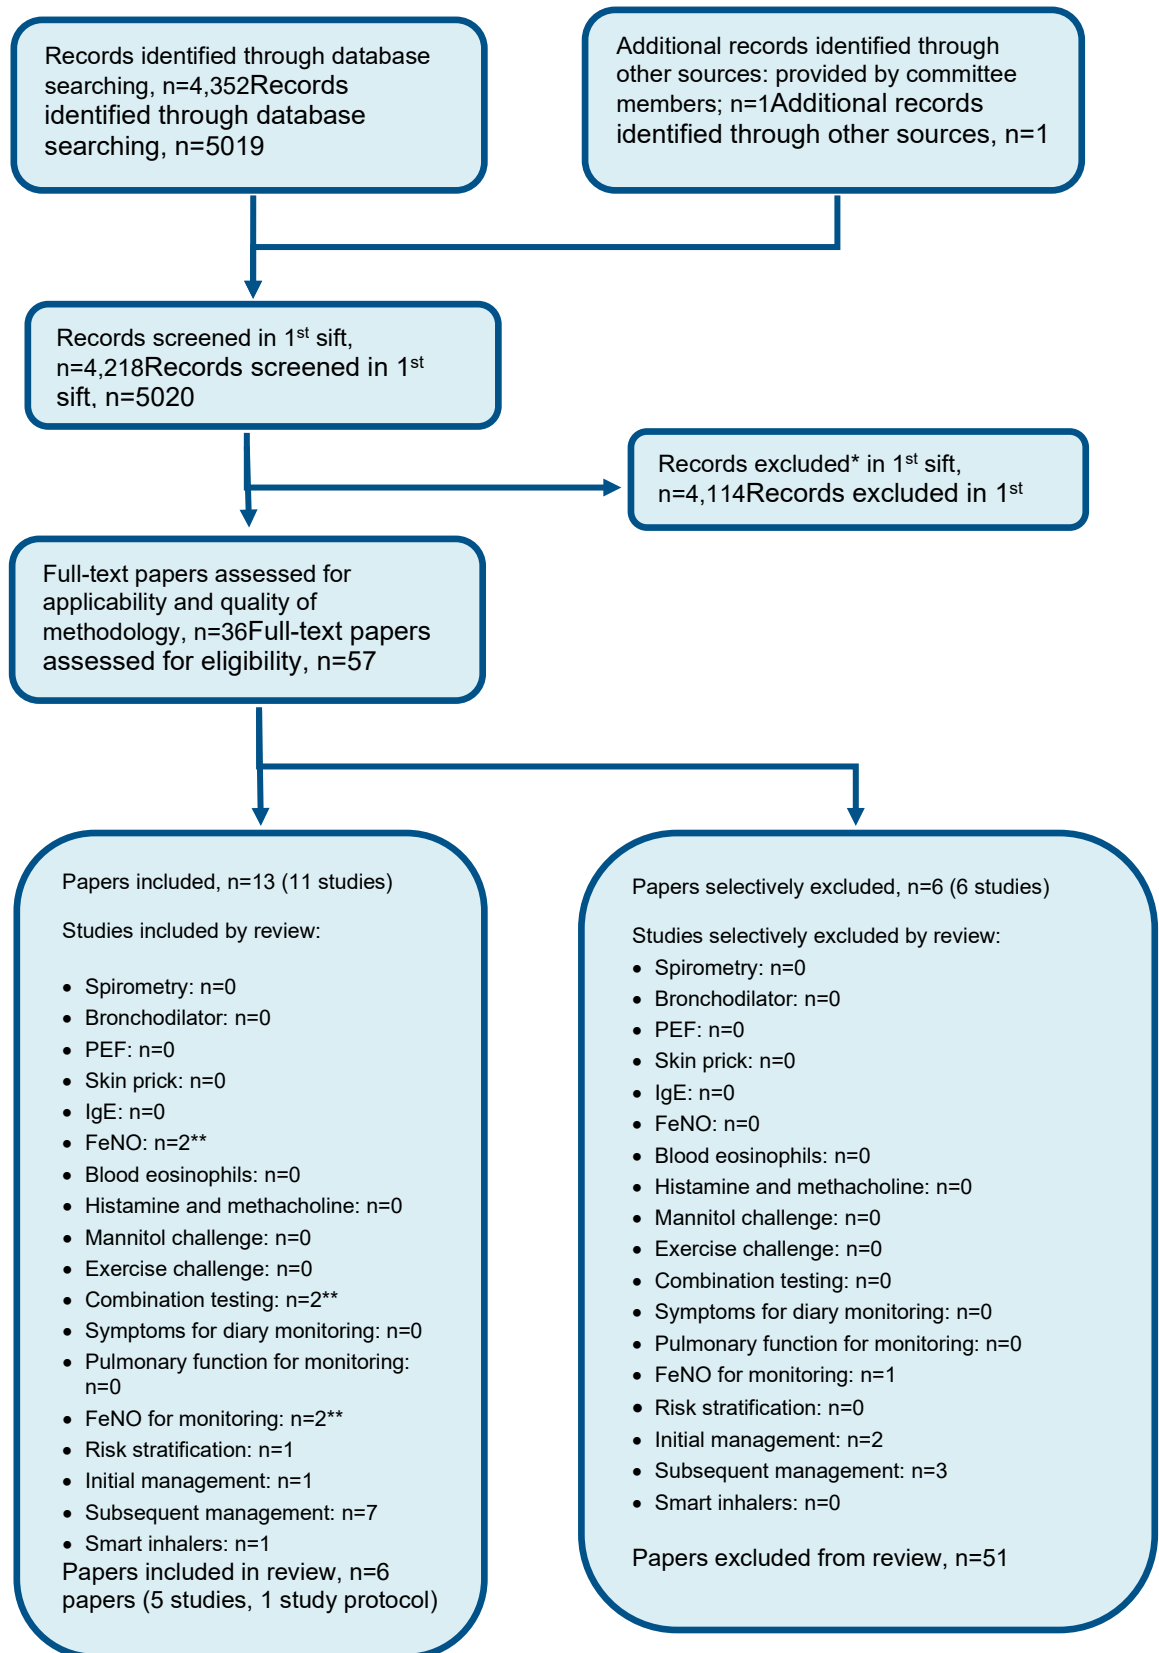 Records identified through database
searching, n=4,352Records
identified through database
searching, n=5019
Additional records identified through
other sources: provided by committee
members; n=1Additional records
identified through other sources, n=1
Records screened in 1st sift,
n=4,218Records screened in 1st
sift, n=5020
Records excluded* in 1st sift,
n=4,114Records excluded in 1st
Full-text papers assessed for
applicability and quality of
methodology, n=36Full-text papers
assessed for eligibility, n=57
Papers included, n=13 (11 studies)
Studies included by review:
• Spirometry: n=0
• Bronchodilator: n=0
• PEF: n=0
• Skin prick: n=0
• IgE: n=0
• FeNO: n=2**
• Blood eosinophils: n=0
• Histamine and methacholine: n=0
• Mannitol challenge: n=0
• Exercise challenge: n=0
• Combination testing: n=2**
• Symptoms for diary monitoring: n=0
• Pulmonary function for monitoring:
n=0
• FeNO for monitoring: n=2**
• Risk stratification: n=1
• Initial management: n=1
• Subsequent management: n=7
• Smart inhalers: n=1
Papers included in review, n=6
papers (5 studies, 1 study protocol)
Papers selectively excluded, n=6 (6 studies)
Studies selectively excluded by review:
• Spirometry: n=0
• Bronchodilator: n=0
• PEF: n=0
• Skin prick: n=0
• IgE: n=0
• FeNO: n=0
• Blood eosinophils: n=0
• Histamine and methacholine: n=0
• Mannitol challenge: n=0
• Exercise challenge: n=0
• Combination testing: n=0
• Symptoms for diary monitoring: n=0
• Pulmonary function for monitoring: n=0
• FeNO for monitoring: n=1
• Risk stratification: n=0
• Initial management: n=2
• Subsequent management: n=3
• Smart inhalers: n=0
Papers excluded from review, n=51